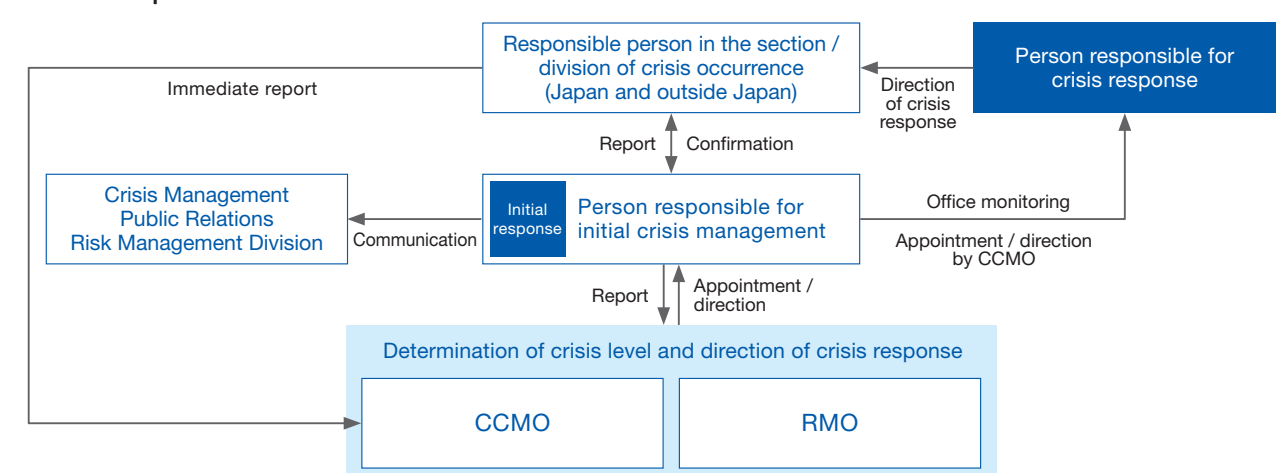 Responsible person in the section /
division of crisis occurrence
(Japan and outside Japan)
Person responsible for
crisis response
Immediate report
Direction
of crisis
response
Report
Confirmation
Crisis Management
Public Relations
Risk Management Division
Communication
Initial
response
Person responsible for
initial crisis management
Office monitoring
Appointment / direction
by CCMO
Report
Appointment /
direction
Determination of crisis level and direction of crisis response
CCMO
RMO